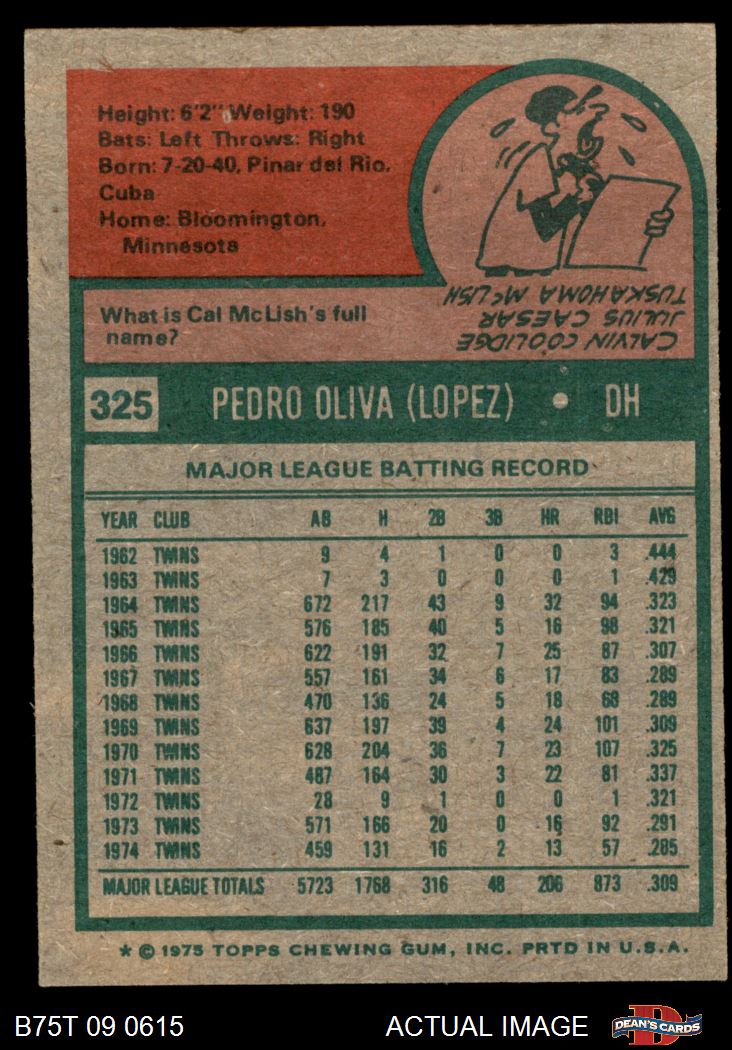 Height: 6'2" Weight: 190
Bats: Left Throws: Right
Born: 7-20-40, Pinar del Rio,
Cuba
Home: Bloomington,
Minnesota
What is Cal McLish's full
name?
CALVIN COOLIDGE
JULIUS CAESAR
TUSKAHOMA McLISH
325 PEDRO OLIVA (LOPEZ) • DH
MAJOR LEAGUE BATTING RECORD
YEAR CLUB AB H 2B 3B HR RBI AVG
1962 TWINS 9 4 1 0 0 3 .444
1963 TWINS 7 3 0 0 0 1 .429
1964 TWINS 672 217 43 9 32 94 .323
1965 TWINS 576 185 40 5 16 98 .321
1966 TWINS 622 191 32 7 25 87 .307
1967 TWINS 557 161 34 6 17 83 .289
1968 TWINS 470 136 24 5 18 68 .289
1969 TWINS 637 197 39 4 24 101 .309
1970 TWINS 628 204 36 7 23 107 .325
1971 TWINS 487 164 30 3 22 81 .337
1972 TWINS 28 9 1 0 0 1 .321
1973 TWINS 571 166 20 0 16 92 .291
1974 TWINS 459 131 16 2 13 57 .285
MAJOR LEAGUE TOTALS 5723 1768 316 48 206 873 .309
* © 1975 TOPPS CHEWING GUM, INC. PRTD IN U.S.A.
B75T 09 0615 ACTUAL IMAGE D DEAN'S CARDS